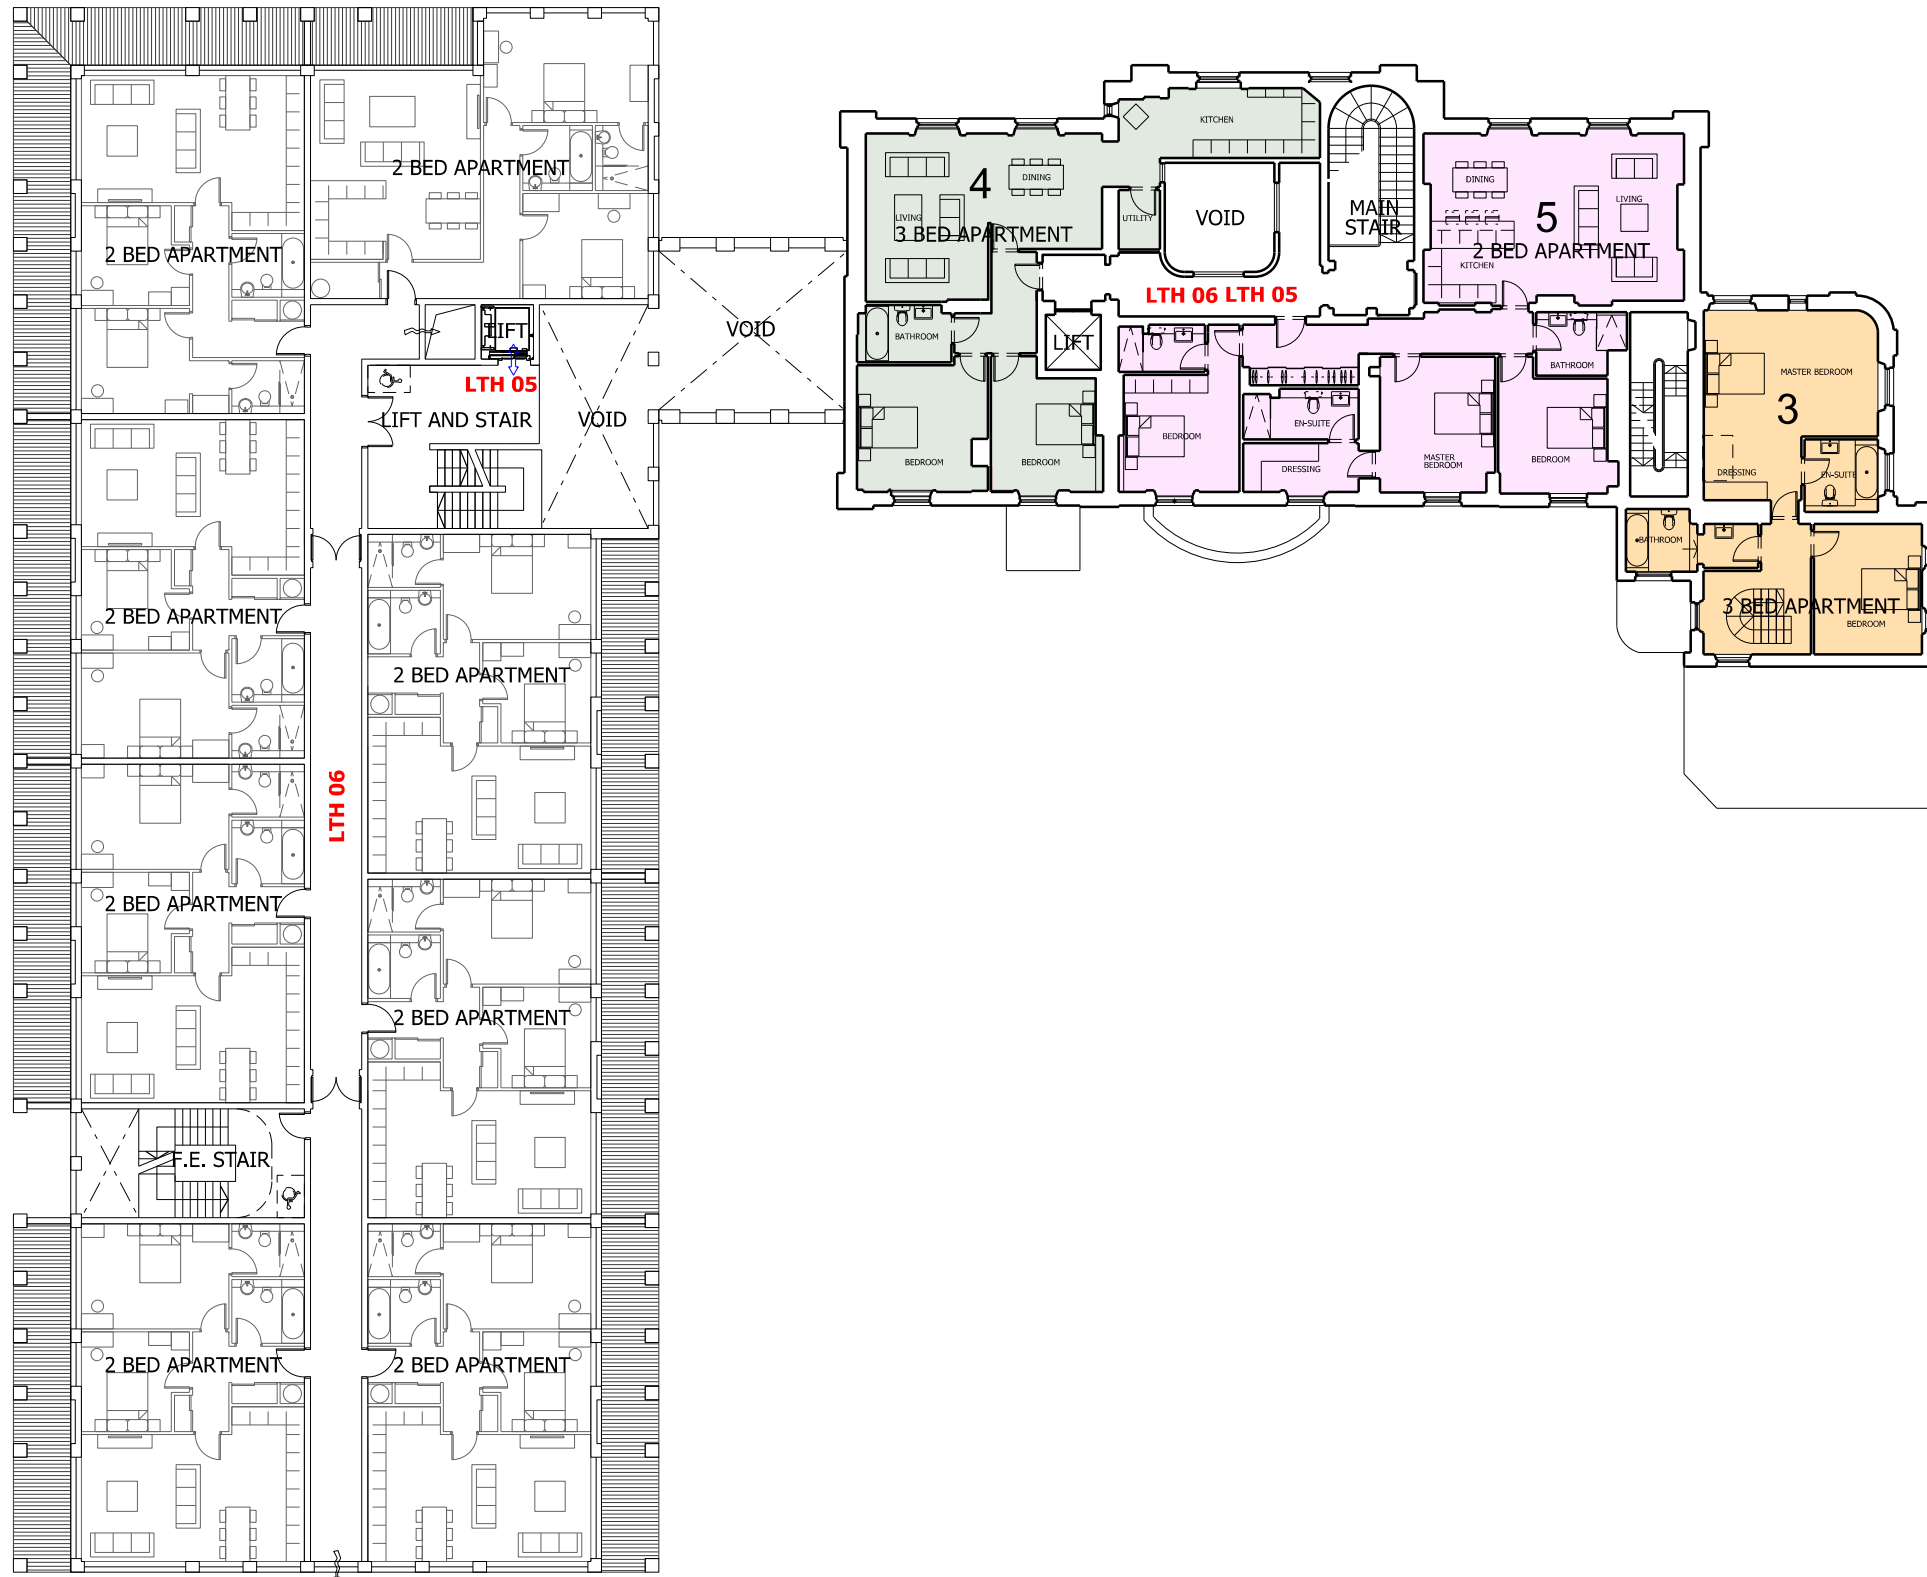 2 BED APARTMENT
2 BED APARTMENT
LIFT
LTH 05
LIFT AND STAIR
VOID
VOID
2 BED APARTMENT
2 BED APARTMENT
LTH 06
2 BED APARTMENT
2 BED APARTMENT
F.E. STAIR
2 BED APARTMENT
2 BED APARTMENT
KITCHEN
4
DINING
LIVING
UTILITY
3 BED APARTMENT
VOID
MAIN
STAIR
LTH 06 LTH 05
BATHROOM
LIFT
BEDROOM
BEDROOM
DINING
5
LIVING
2 BED APARTMENT
KITCHEN
BATHROOM
BEDROOM
EN-SUITE
DRESSING
MASTER
BEDROOM
BEDROOM
MASTER BEDROOM
3
DRESSING
EN-SUITE
BATHROOM
3 BED APARTMENT
BEDROOM